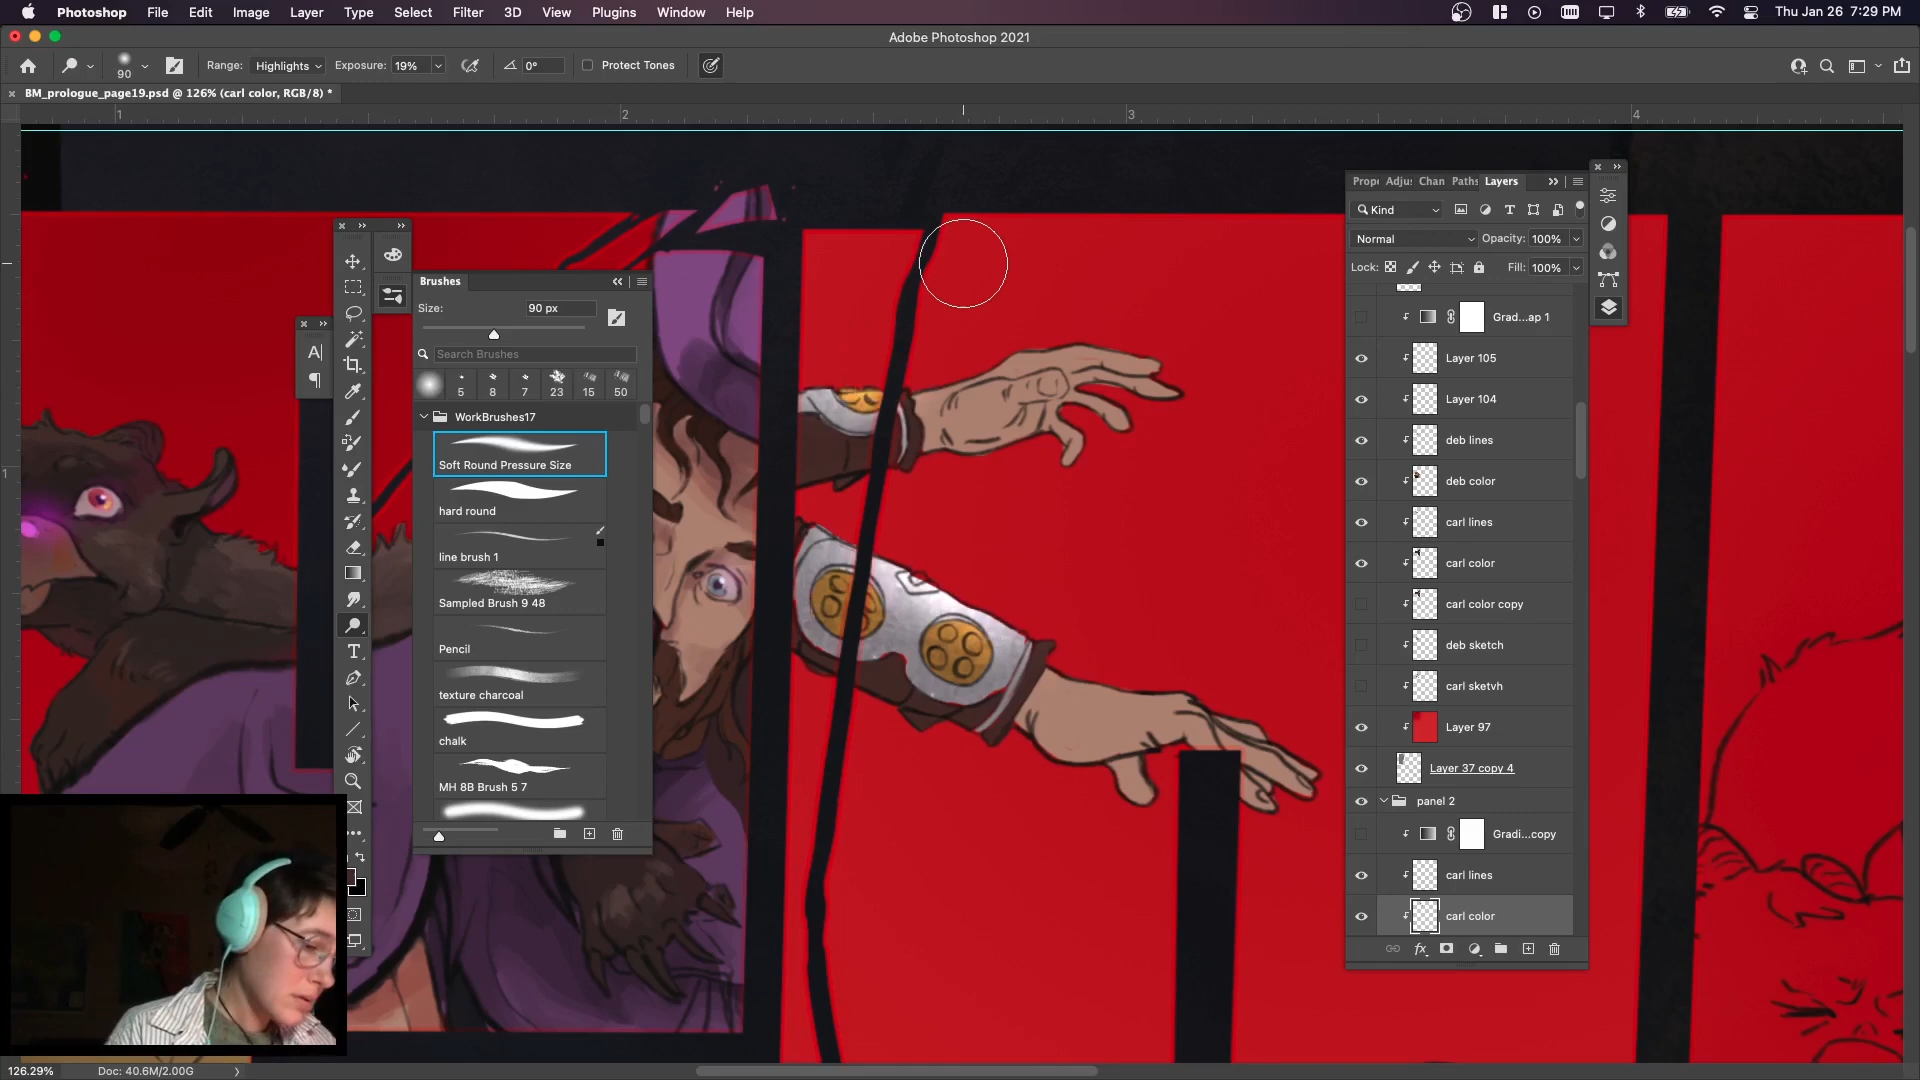 Photoshop File Edit Image Layer Type Select Filter 3D View Plugins Window Help Thu Jan 26 7:29 PM
Adobe Photoshop 2021
90 Range: Highlights Exposure: 19% 0° Protect Tones
BM_prologue_page19.psd @ 126% (carl color, RGB/8) *
1 2 3 4
1
Prope Adju: Chan Paths Layers
Kind
Normal Opacity: 100%
Lock: Fill: 100%
Grad...ap 1
Layer 105
Layer 104
deb lines
deb color
carl lines
carl color
carl color copy
deb sketch
carl sketvh
Layer 97
Layer 37 copy 4
panel 2
Gradi...copy
carl lines
carl color
Brushes
Size: 90 px
Search Brushes
5 8 7 23 15 50
WorkBrushes17
Soft Round Pressure Size
hard round
line brush 1
Sampled Brush 9 48
Pencil
texture charcoal
chalk
MH 8B Brush 5 7
126.29% Doc: 40.6M/2.00G